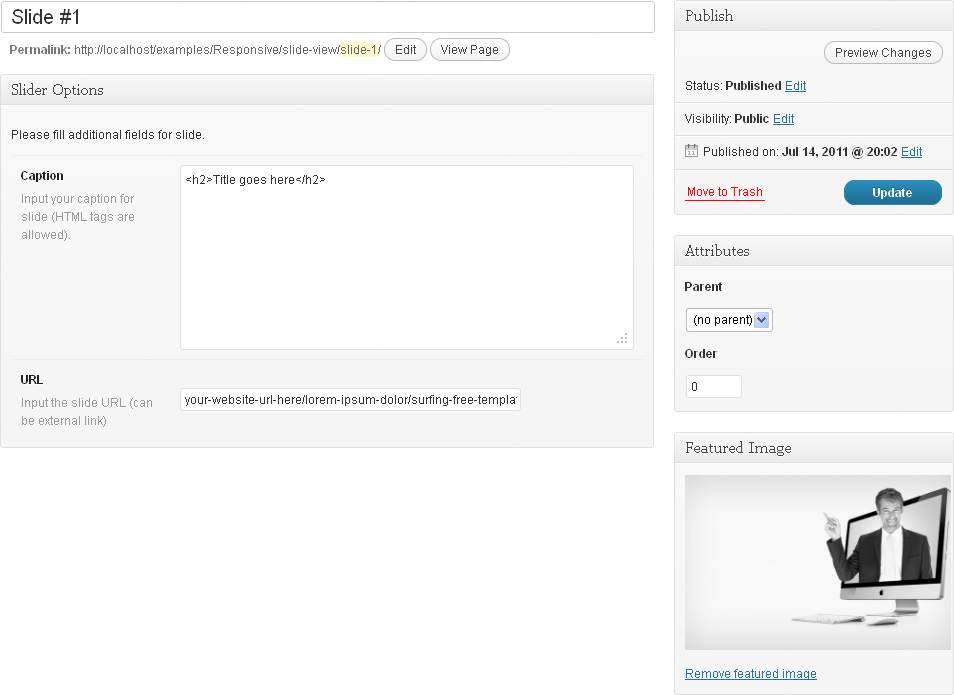 Slide #1
Permalink: http://localhost/examples/Responsive/slide-view/slide-1/ Edit View Page
Slider Options
Please fill additional fields for slide.
Caption
Input your caption for
slide (HTML tags are
allowed).
<h2>Title goes here</h2>
URL
Input the slide URL (can
be external link)
your-website-url-here/lorem-ipsum-dolor/surfing-free-templa
Publish
Preview Changes
Status: Published Edit
Visibility: Public Edit
11 Published on: Jul 14, 2011 @ 20:02 Edit
Move to Trash Update
Attributes
Parent
(no parent)
Order
0
Featured Image
Remove featured image